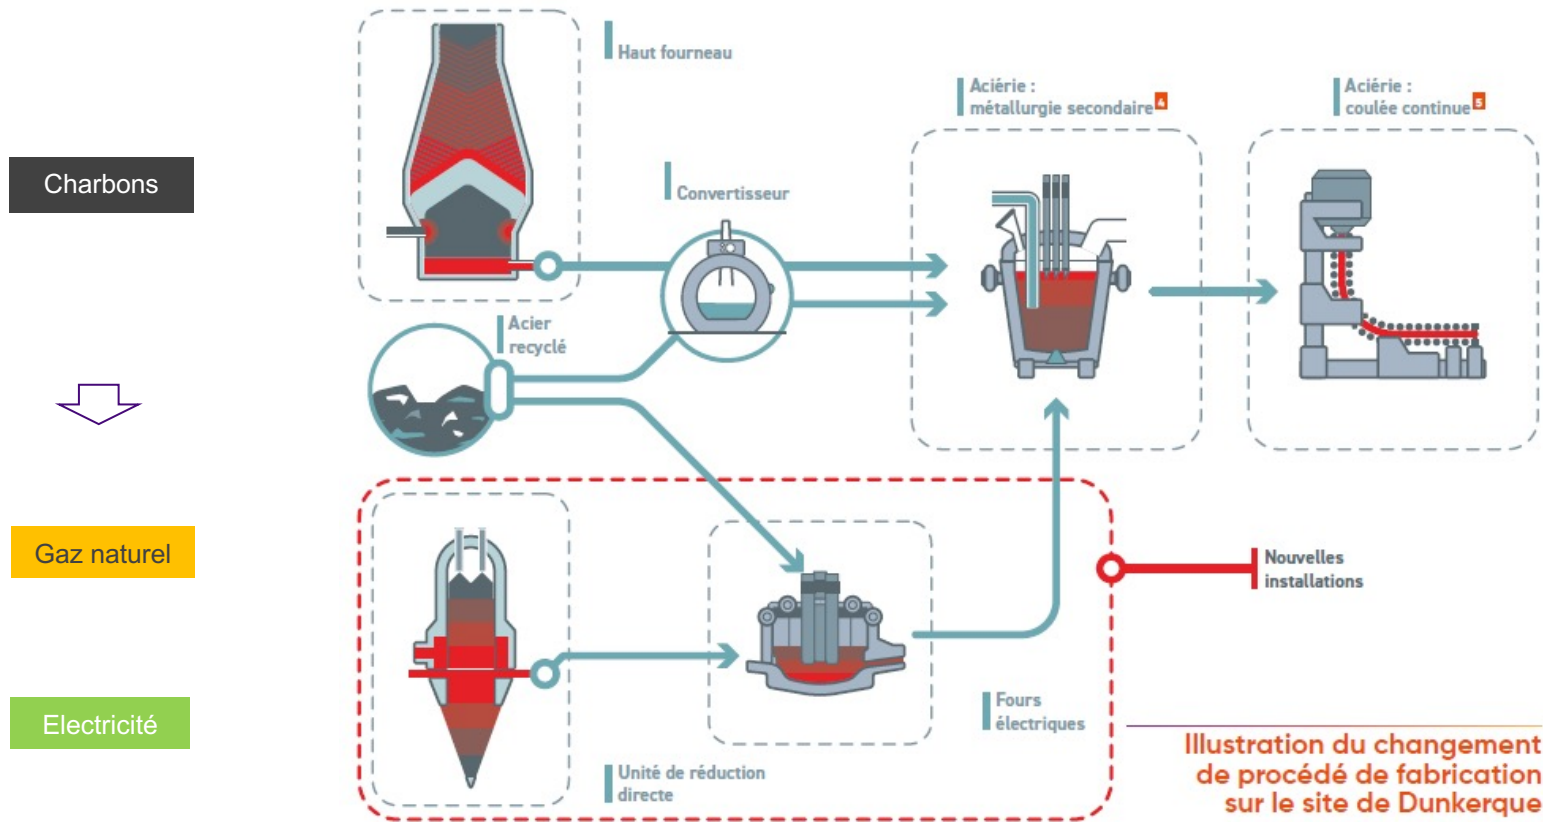 Haut fourneau
Aciérie :
métallurgie secondaire 4
Aciérie :
coulée continue 5
Charbons
Convertisseur
Acier
recyclé
Gaz naturel
Nouvelles
installations
Electricité
Fours
électriques
Unité de réduction
directe
Illustration du changement
de procédé de fabrication
sur le site de Dunkerque